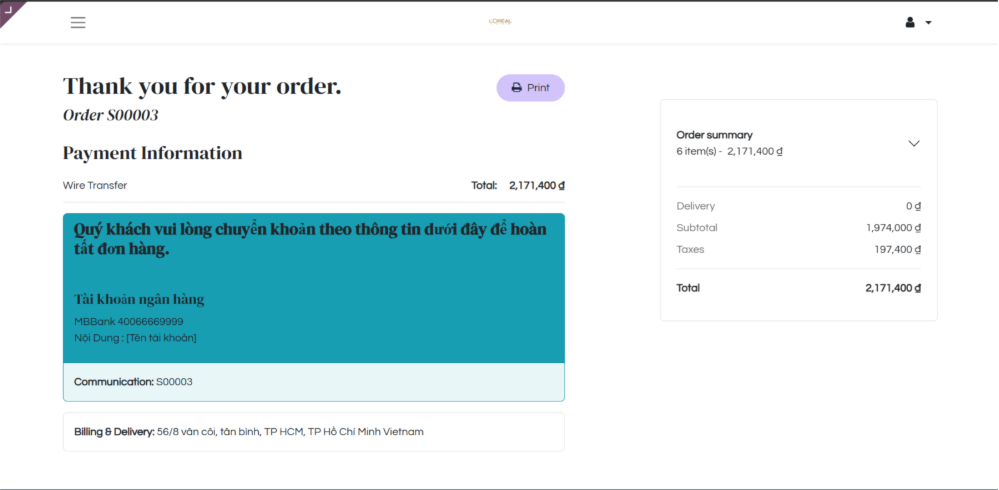 L'ORÉAL
Thank you for your order.
Print
Order S00003
Payment Information
Wire Transfer
Total: 2,171,400 ₫
Quý khách vui lòng chuyển khoản theo thông tin dưới đây để hoàn
tất đơn hàng.
Tài khoản ngân hàng
MBBank 40066669999
Nội Dung : [Tên tài khoản]
Communication: S00003
Billing & Delivery: 56/8 vân côi, tân bình, TP HCM, TP Hồ Chí Minh Vietnam
Order summary
6 item(s) - 2,171,400 ₫
Delivery 0 ₫
Subtotal 1,974,000 ₫
Taxes 197,400 ₫
Total 2,171,400 ₫